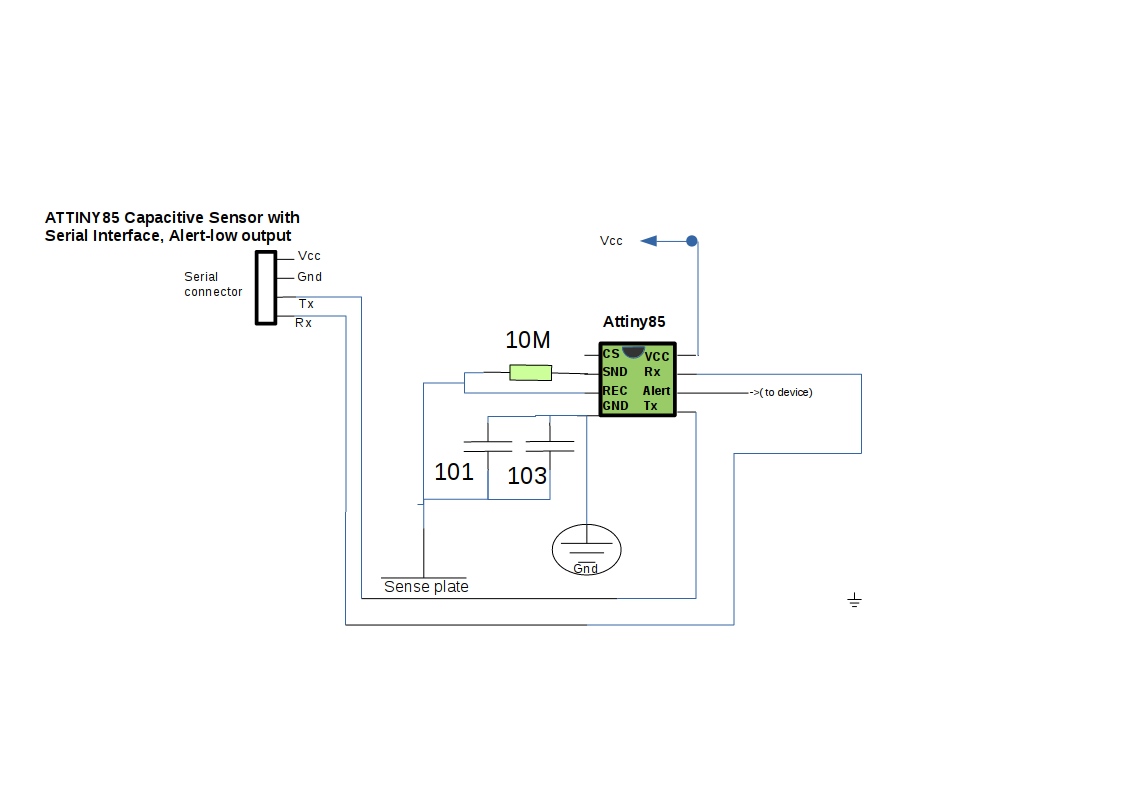 ATTINY85 Capacitive Sensor with
Serial Interface, Alert-low output
Vcc
Serial
connector
Vcc
Gnd
Tx
Rx
Attiny85
10M
CS
VCC
SND
Rx
REC
Alert
->( to device)
GND
Tx
101
103
Gnd
Sense plate